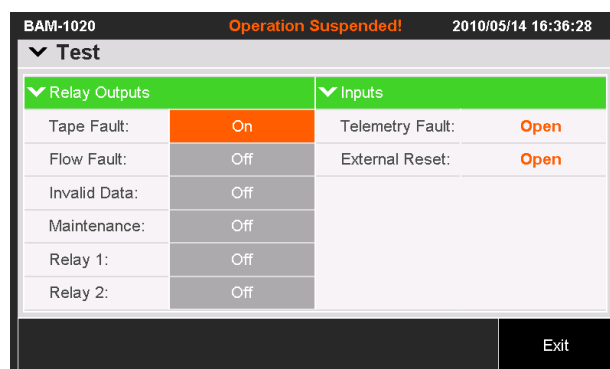 BAM-1020 Operation Suspended! 2010/05/14 16:36:28
Test
Relay Outputs Inputs
Tape Fault: On Telemetry Fault: Open
Flow Fault: Off External Reset: Open
Invalid Data: Off
Maintenance: Off
Relay 1: Off
Relay 2: Off
Exit